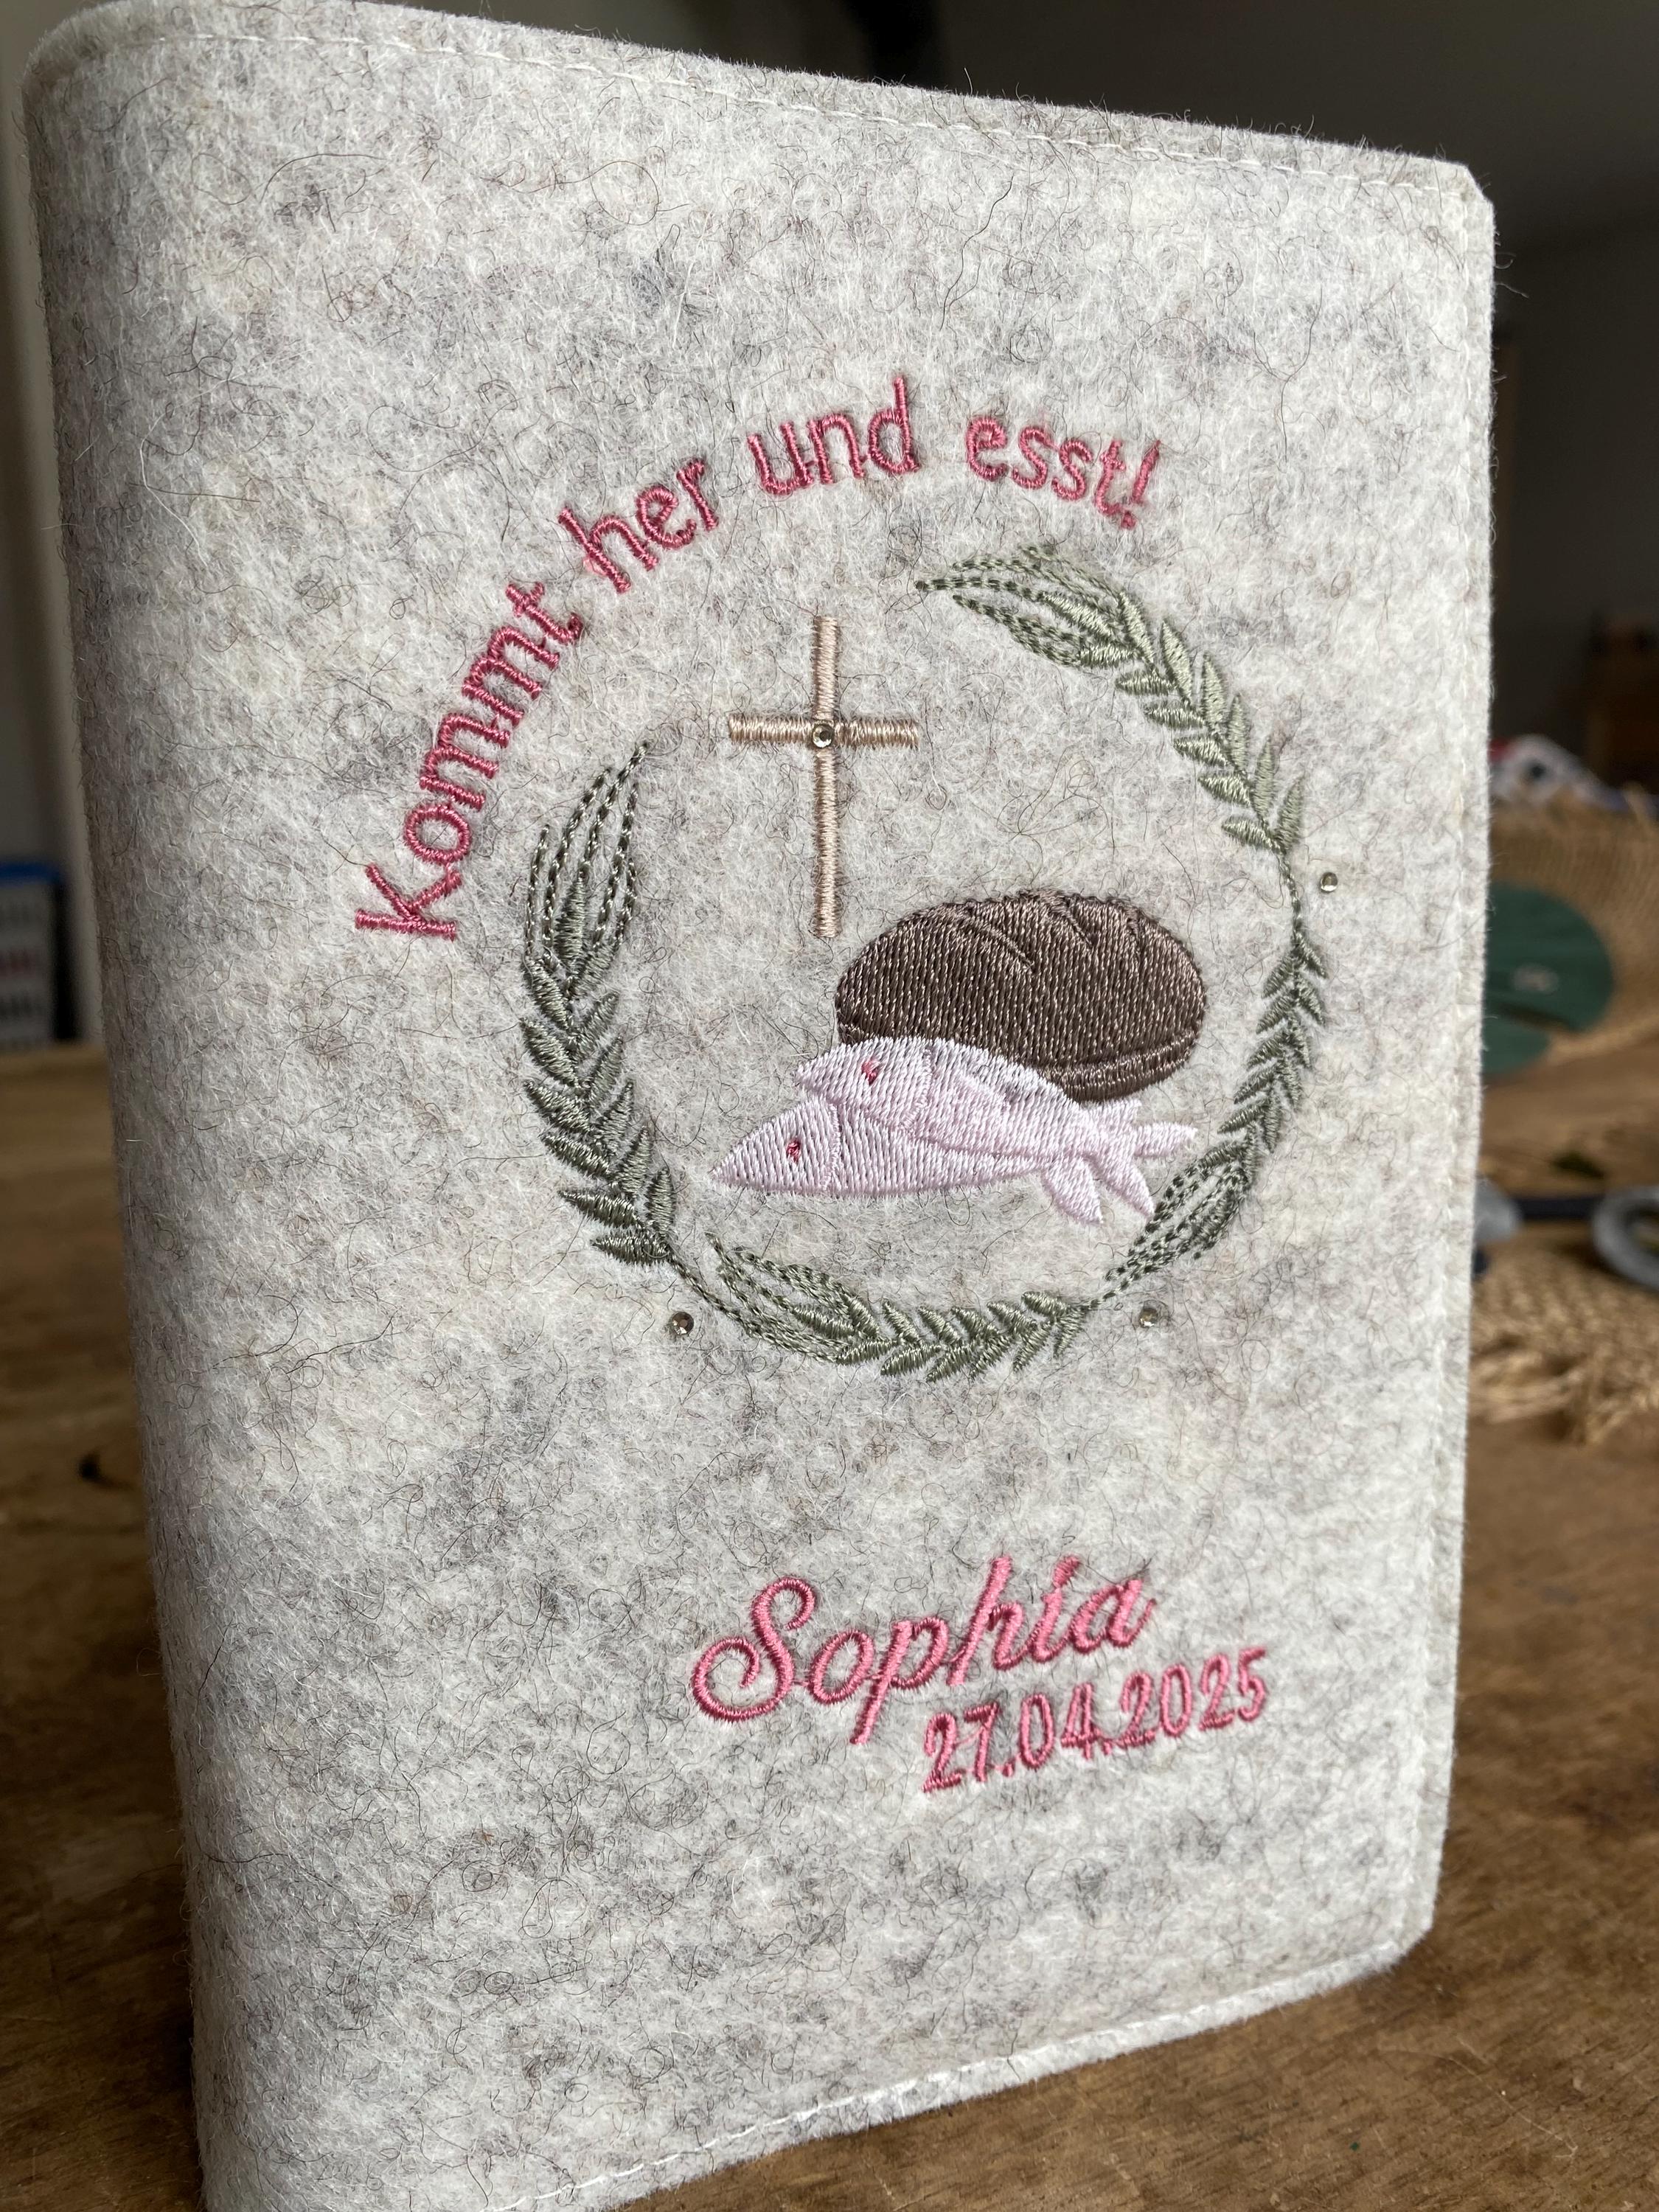 Kommt her und esst!
Sophia
27.04.2025